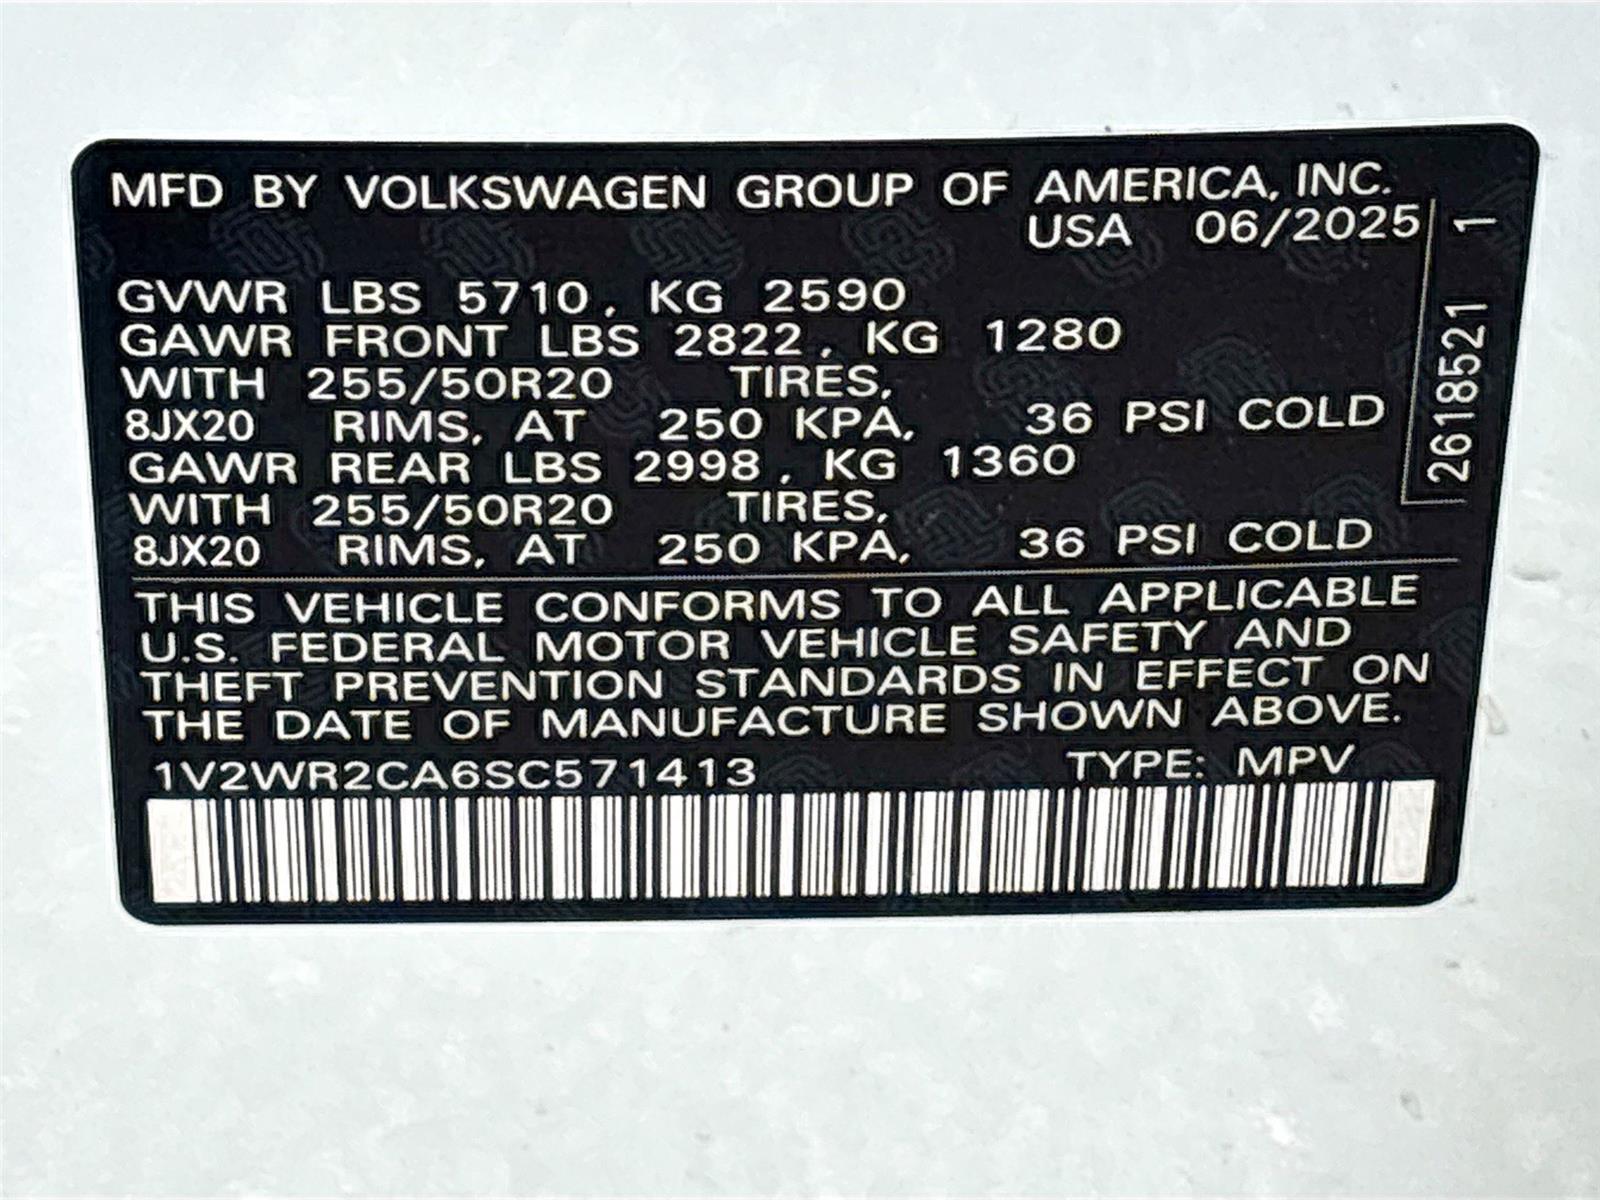 MFD BY VOLKSWAGEN GROUP OF AMERICA, INC.
USA 06/2025
GVWR LBS 5710, KG 2590
GAWR FRONT LBS 2822, KG 1280
WITH 255/50R20 TIRES,
8JX20 RIMS, AT 250 KPA, 36 PSI COLD
GAWR REAR LBS 2998, KG 1360
WITH 255/50R20 TIRES,
8JX20 RIMS, AT 250 KPA, 36 PSI COLD
2618521 1
THIS VEHICLE CONFORMS TO ALL APPLICABLE
U.S. FEDERAL MOTOR VEHICLE SAFETY AND
THEFT PREVENTION STANDARDS IN EFFECT ON
THE DATE OF MANUFACTURE SHOWN ABOVE.
1V2WR2CA6SC571413 TYPE: MPV